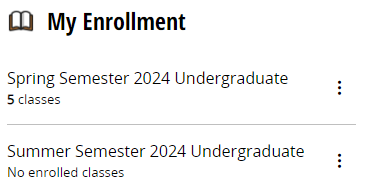 My Enrollment
Spring Semester 2024 Undergraduate
5 classes
Summer Semester 2024 Undergraduate
No enrolled classes